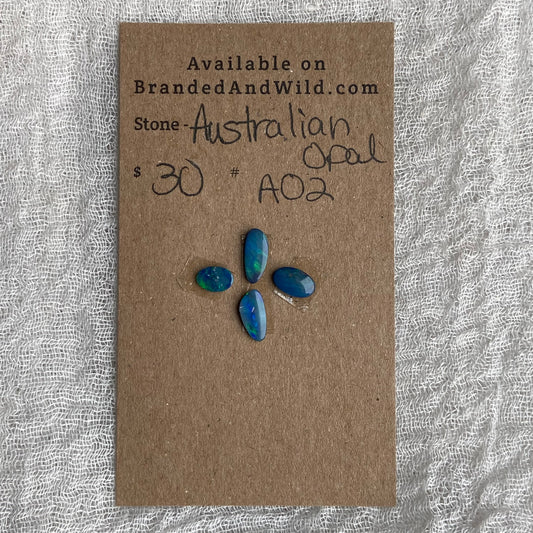 Available on
BrandedAndWild.com
Stone - Australian
Opal
$ 30 # A02